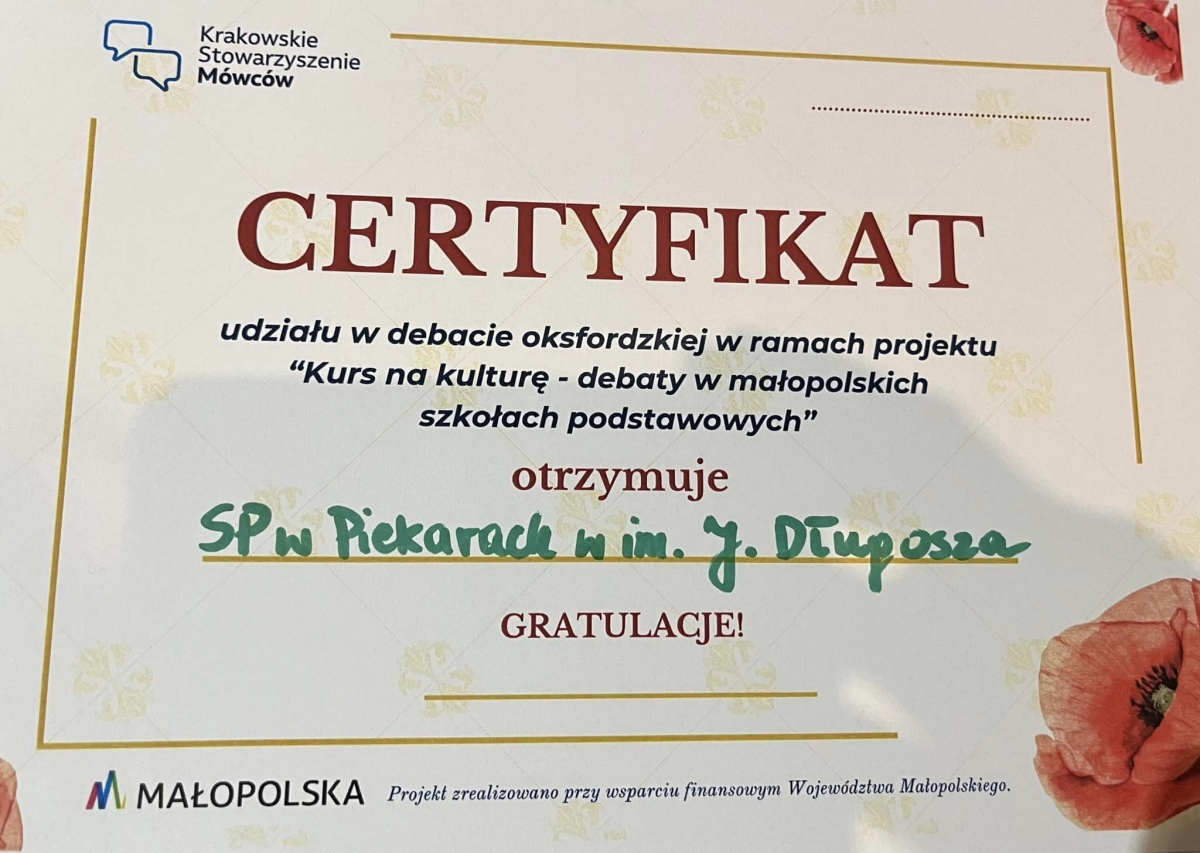 Krakowskie
Stowarzyszenie
Mówców
CERTYFIKAT
udziału w debacie oksfordzkiej w ramach projektu
“Kurs na kulturę - debaty w małopolskich
szkołach podstawowych”
otrzymuje
SP w Piekarach w im. J. Długosza
GRATULACJE!
MAŁOPOLSKA Projekt zrealizowano przy wsparciu finansowym Województwa Małopolskiego.